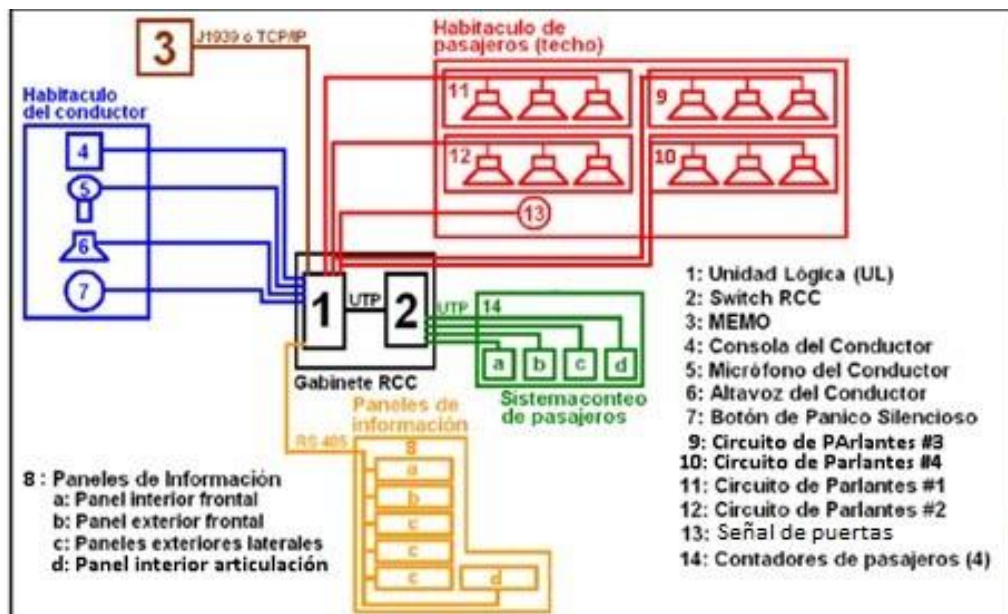 3
J1939 ó TCP/IP
Habitaculo de
pasajeros (techo)
11
9
12
10
13
Habitaculo
del conductor
4
5
6
7
1
UTP
2
Gabinete RCC
UTP
14
a
b
c
d
Sistema conteo
de pasajeros
RS 485
Paneles de
información
8
a
b
c
c
c
d
1: Unidad Lógica (UL)
2: Switch RCC
3: MEMO
4: Consola del Conductor
5: Micrófono del Conductor
6: Altavoz del Conductor
7: Botón de Panico Silencioso
9: Circuito de PArlantes #3
10: Circuito de Parlantes #4
11: Circuito de Parlantes #1
12: Circuito de Parlantes #2
13: Señal de puertas
14: Contadores de pasajeros (4)
8 : Paneles de Información
a: Panel interior frontal
b: Panel exterior frontal
c: Paneles exteriores laterales
d: Panel interior articulación